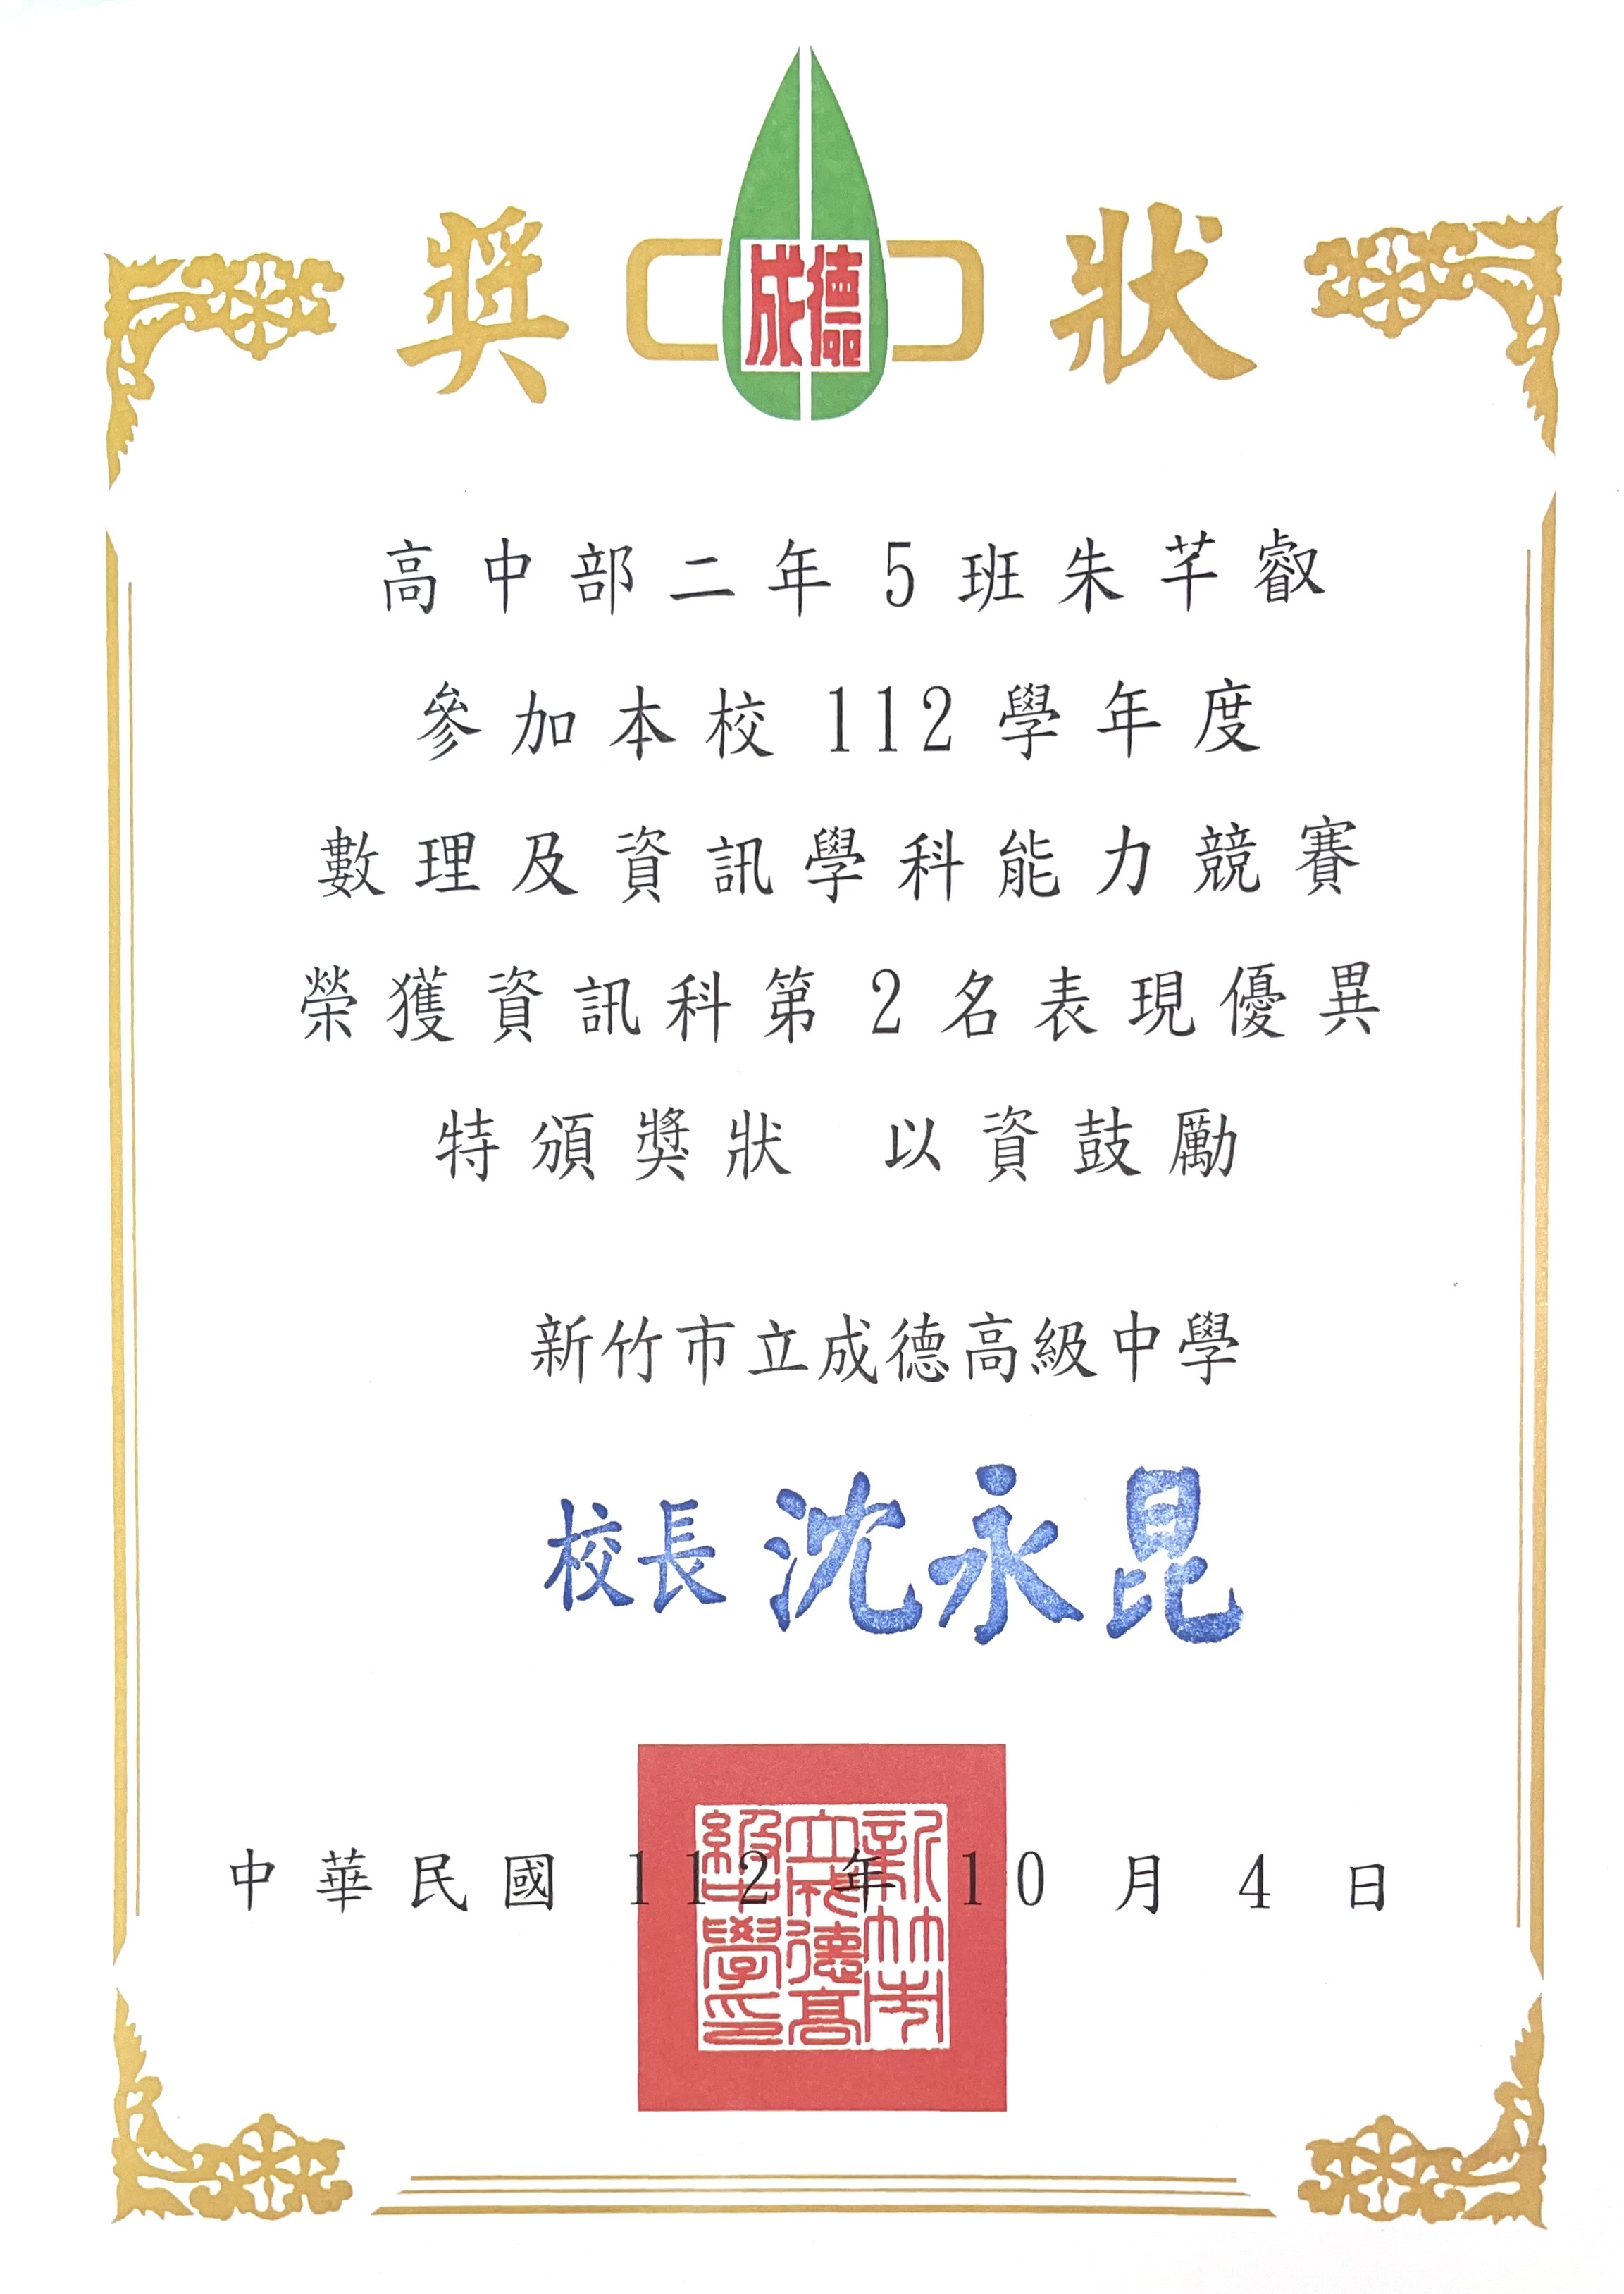 獎狀
成德
高中部二年5班朱芊叡
參加本校112學年度
數理及資訊學科能力競賽
榮獲資訊科第2名表現優異
特頒獎狀 以資鼓勵
新竹市立成德高級中學
校長 沈永昆
中華民國 112 年 10 月 4 日
新竹市立成德高級中學印